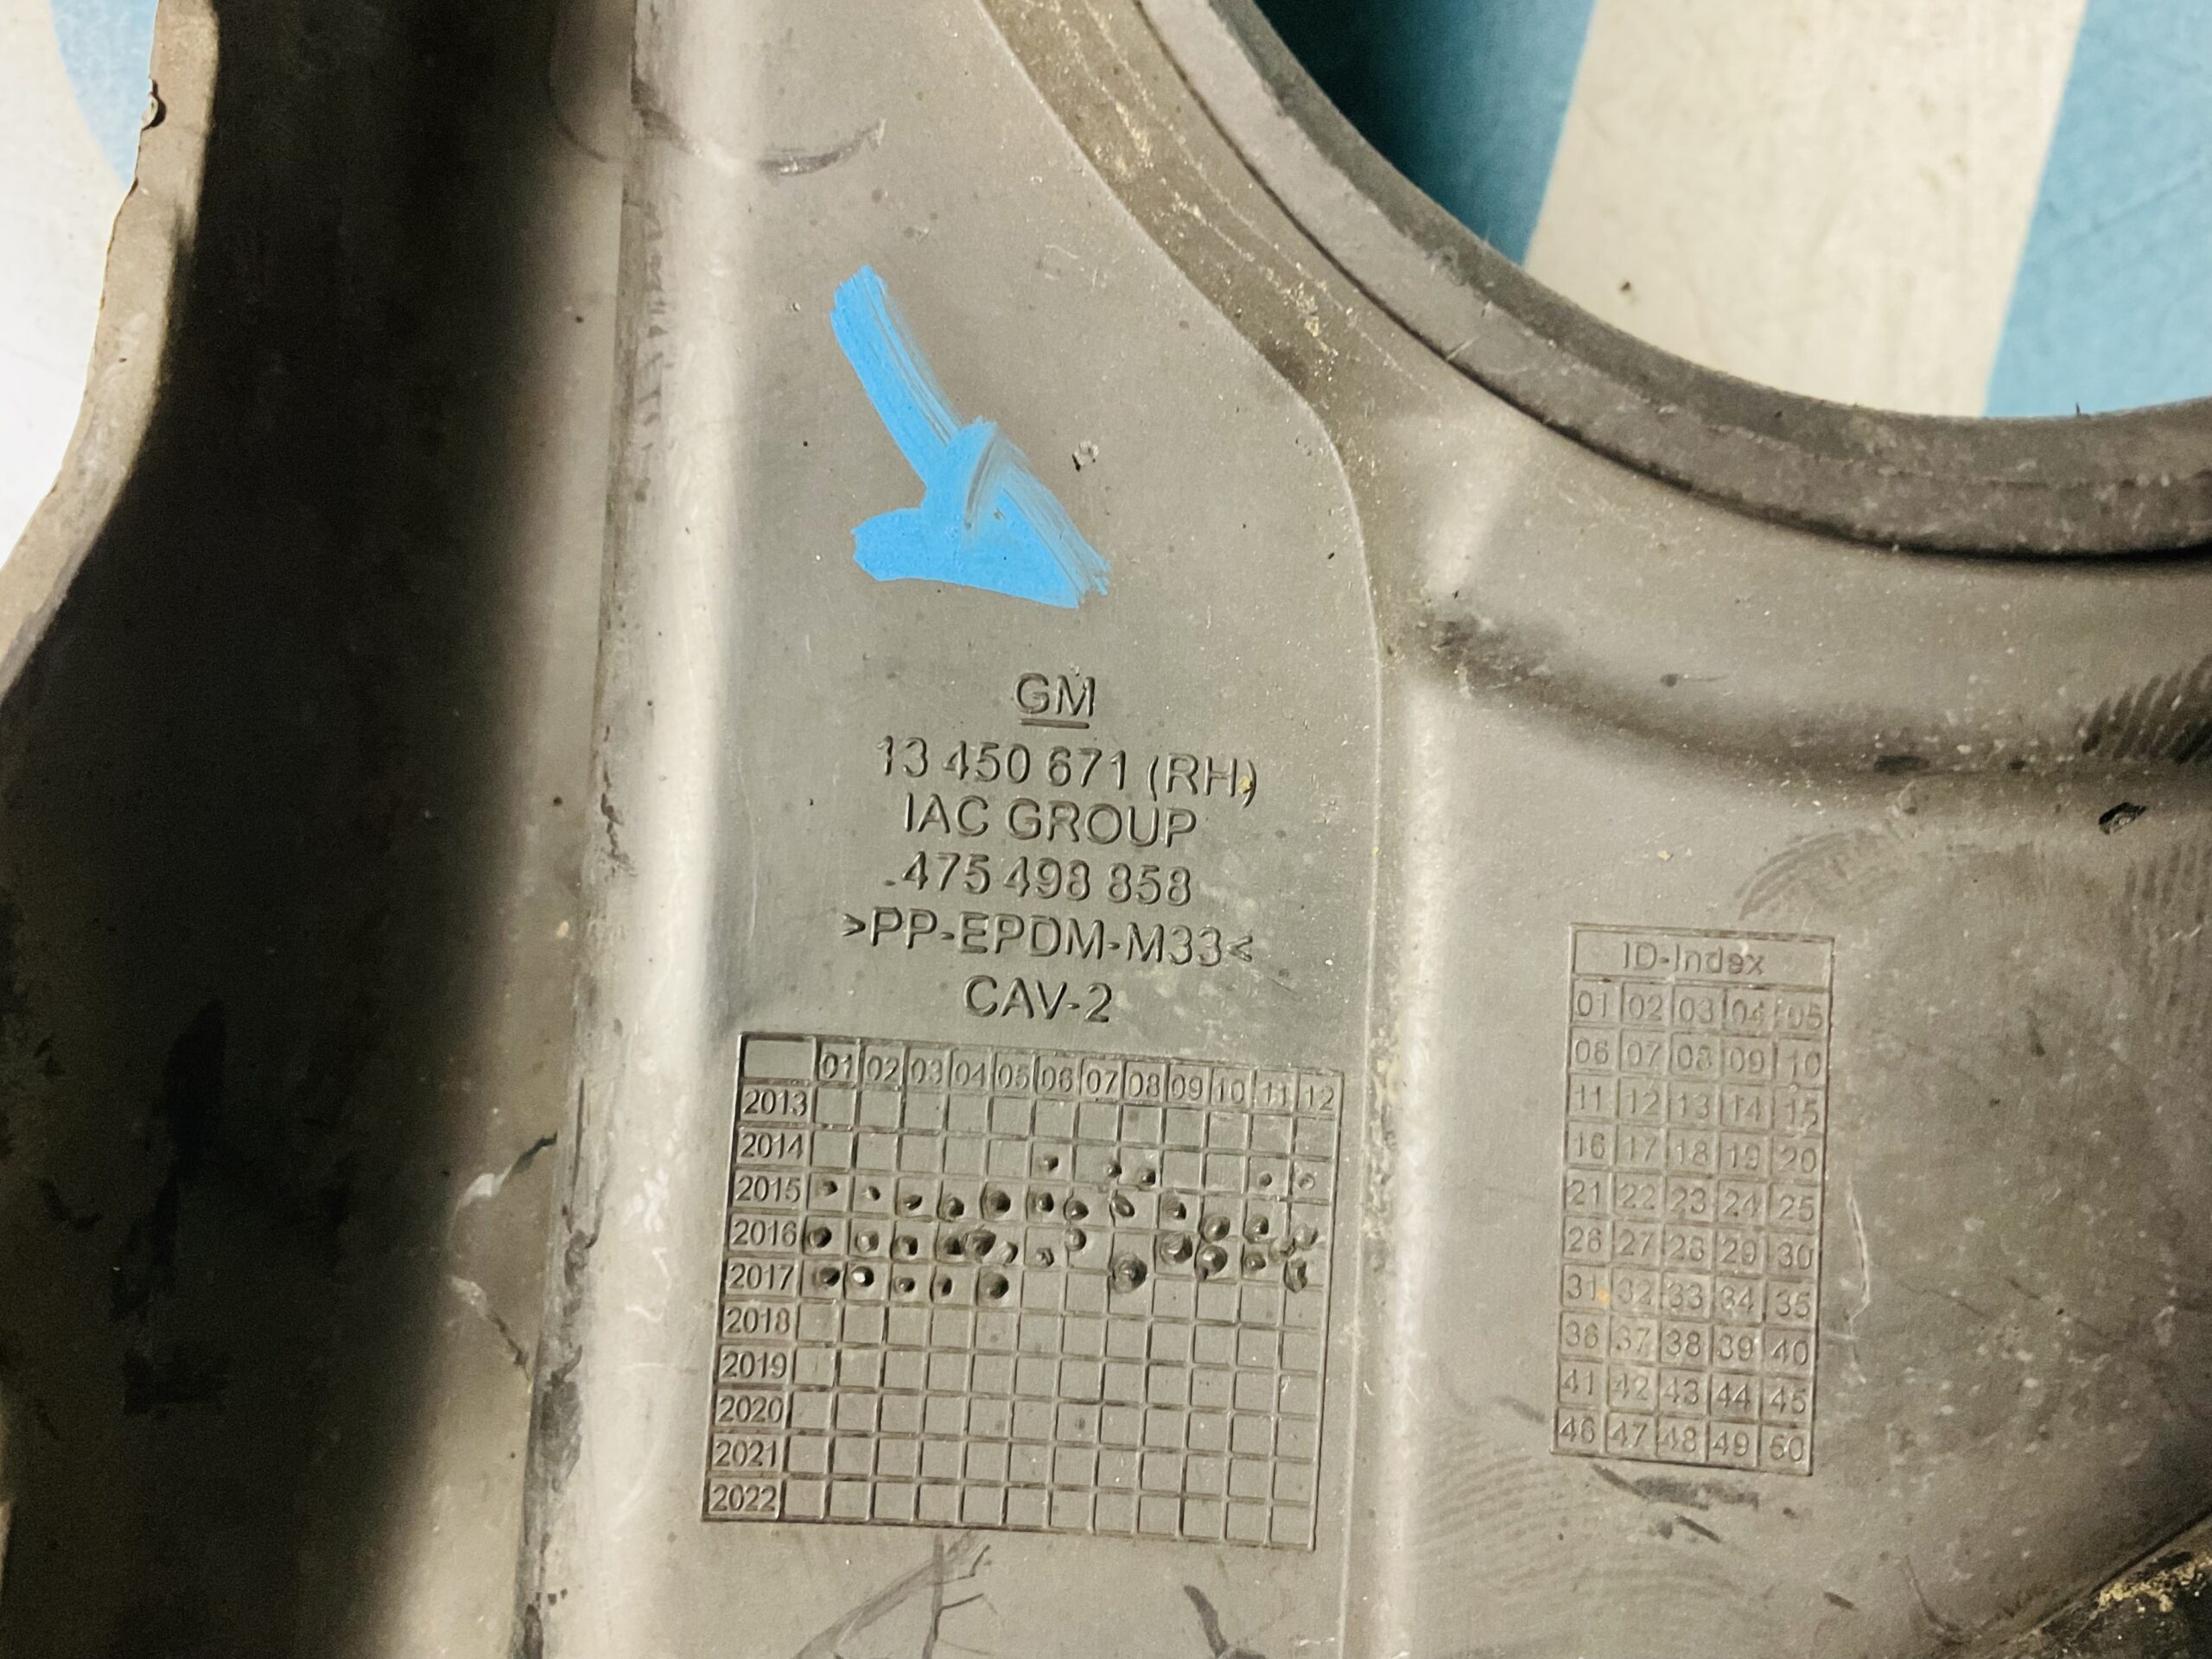 GM
13 450 671 (RH)
IAC GROUP
.475 498 858
>PP-EPDM-M33<
CAV-2
01 02 03 04 05 06 07 08 09 10 11 12
2013
2014
2015
2016
2017
2018
2019
2020
2021
2022
ID-Index
01 02 03 04 05
06 07 08 09 10
11 12 13 14 15
16 17 18 19 20
21 22 23 24 25
26 27 28 29 30
31 32 33 34 35
36 37 38 39 40
41 42 43 44 45
46 47 48 49 50